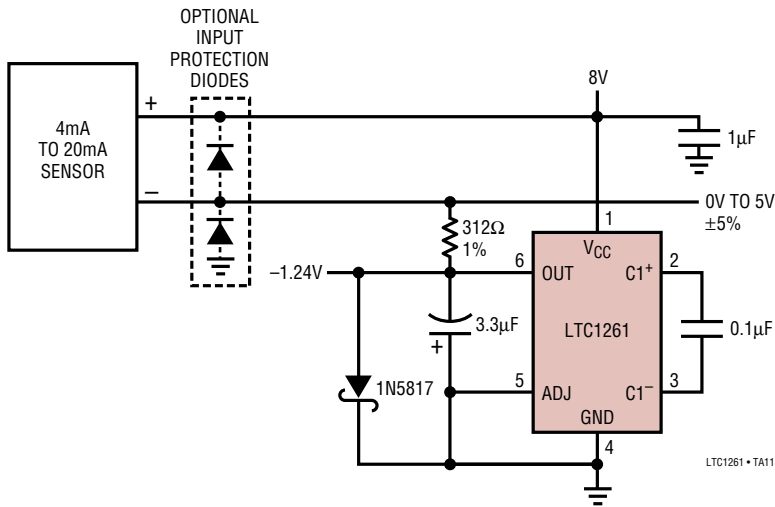 OPTIONAL
INPUT
PROTECTION
DIODES
4mA
TO 20mA
SENSOR
+
–
8V
1µF
0V TO 5V
±5%
312Ω
1%
–1.24V
3.3µF
+
1N5817
1
VCC
6
OUT
C1+
2
LTC1261
0.1µF
5
ADJ
C1–
3
GND
4
LTC1261 • TA11